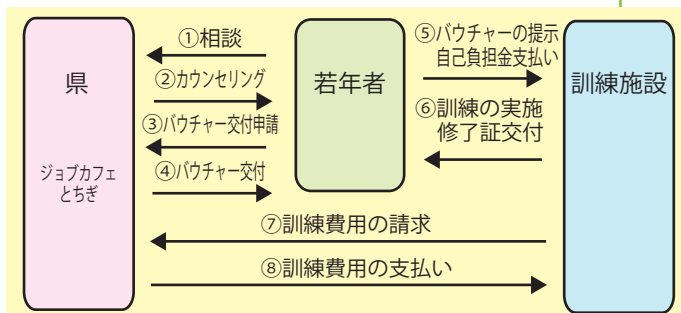 県
ジョブカフェ
とちぎ
①相談
②カウンセリング
③バウチャー交付申請
④バウチャー交付
若年者
⑤バウチャーの提示
自己負担金支払い
⑥訓練の実施
修了証交付
訓練施設
⑦訓練費用の請求
⑧訓練費用の支払い